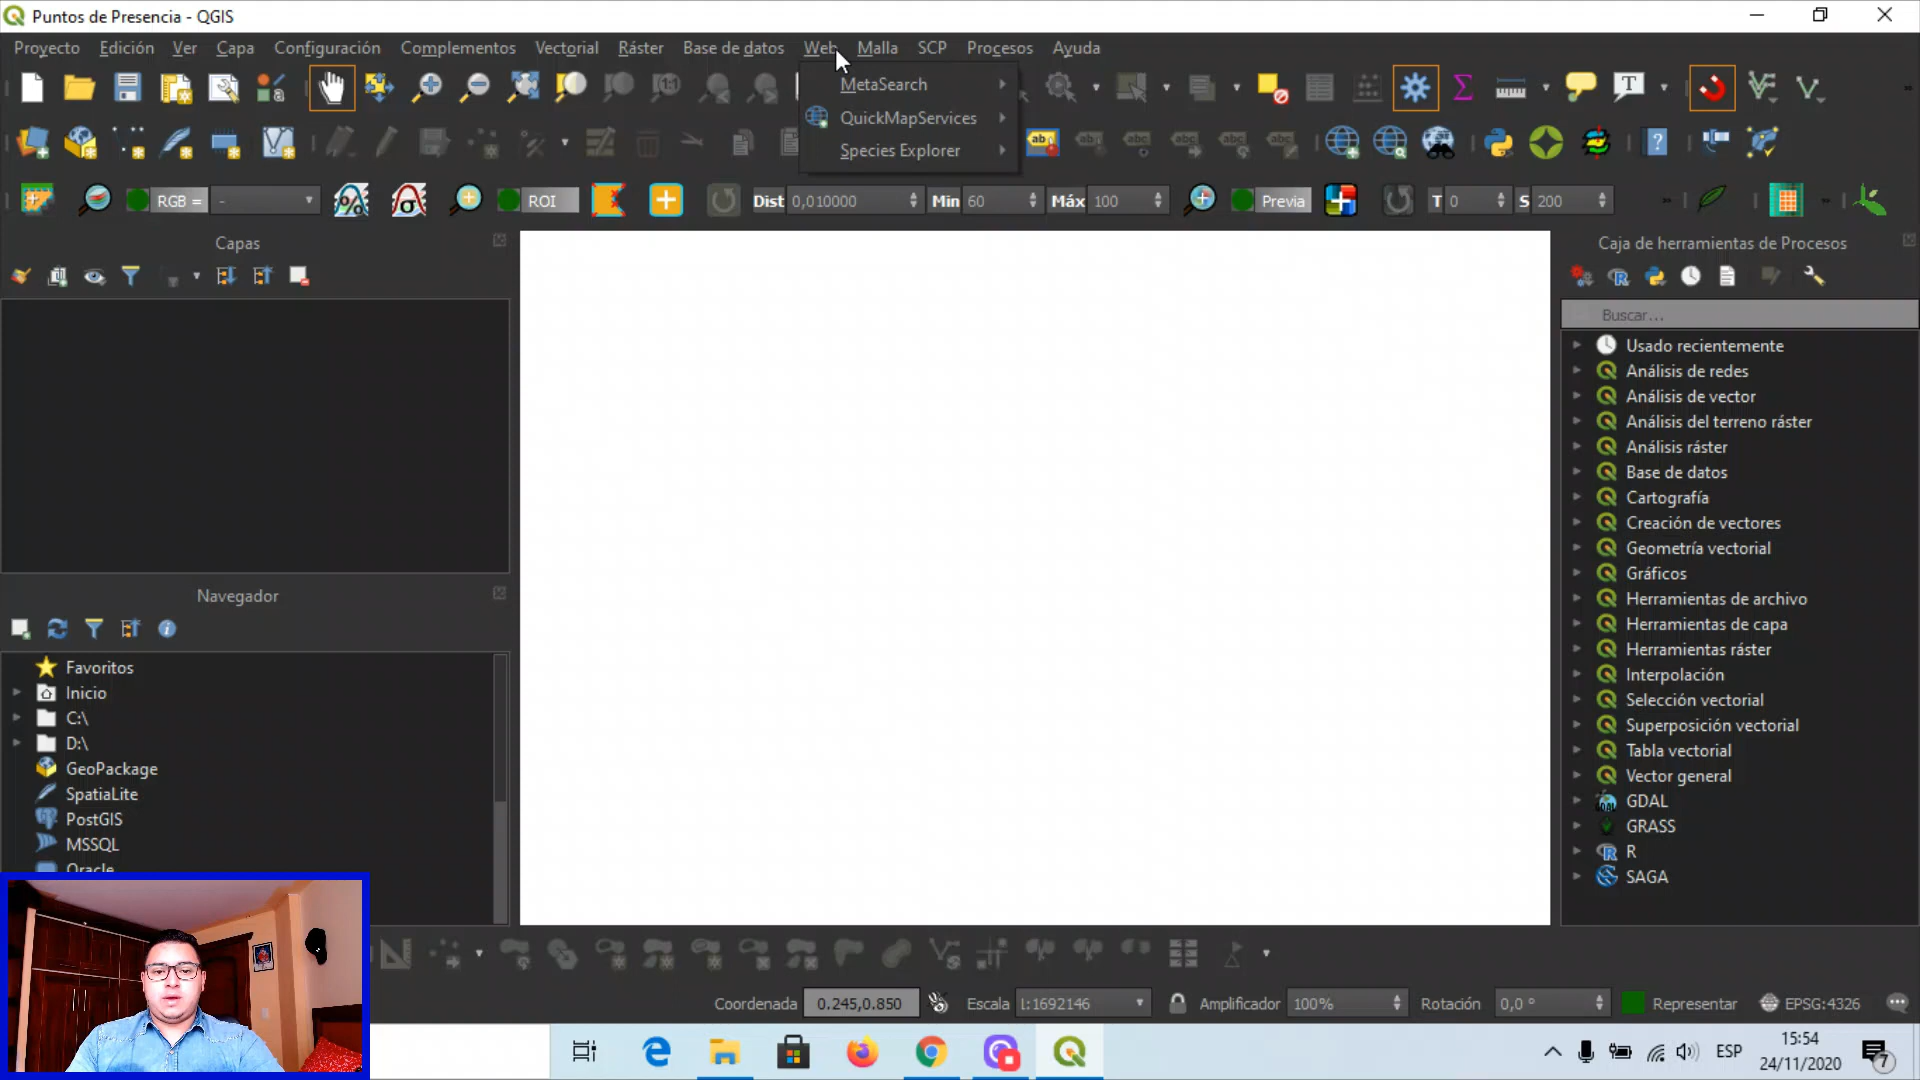 Puntos de Presencia - QGIS
Proyecto Edición Ver Capa Configuración Complementos Vectorial Ráster Base de datos Web Malla SCP Procesos Ayuda
MetaSearch
QuickMapServices
Species Explorer
RGB = - ROI Dist 0,010000 Min 60 Máx 100 Previa T 0 S 200
Capas
Navegador
Favoritos
Inicio
C:\
D:\
GeoPackage
SpatiaLite
PostGIS
MSSQL
Oracle
Caja de herramientas de Procesos
Buscar...
Usado recientemente
Análisis de redes
Análisis de vector
Análisis del terreno ráster
Análisis ráster
Base de datos
Cartografía
Creación de vectores
Geometría vectorial
Gráficos
Herramientas de archivo
Herramientas de capa
Herramientas ráster
Interpolación
Selección vectorial
Superposición vectorial
Tabla vectorial
Vector general
GDAL
GRASS
R
SAGA
Coordenada 0.245,0.850 Escala 1:1692146 Amplificador 100% Rotación 0,0 ° Representar EPSG:4326
ESP
15:54
24/11/2020
7